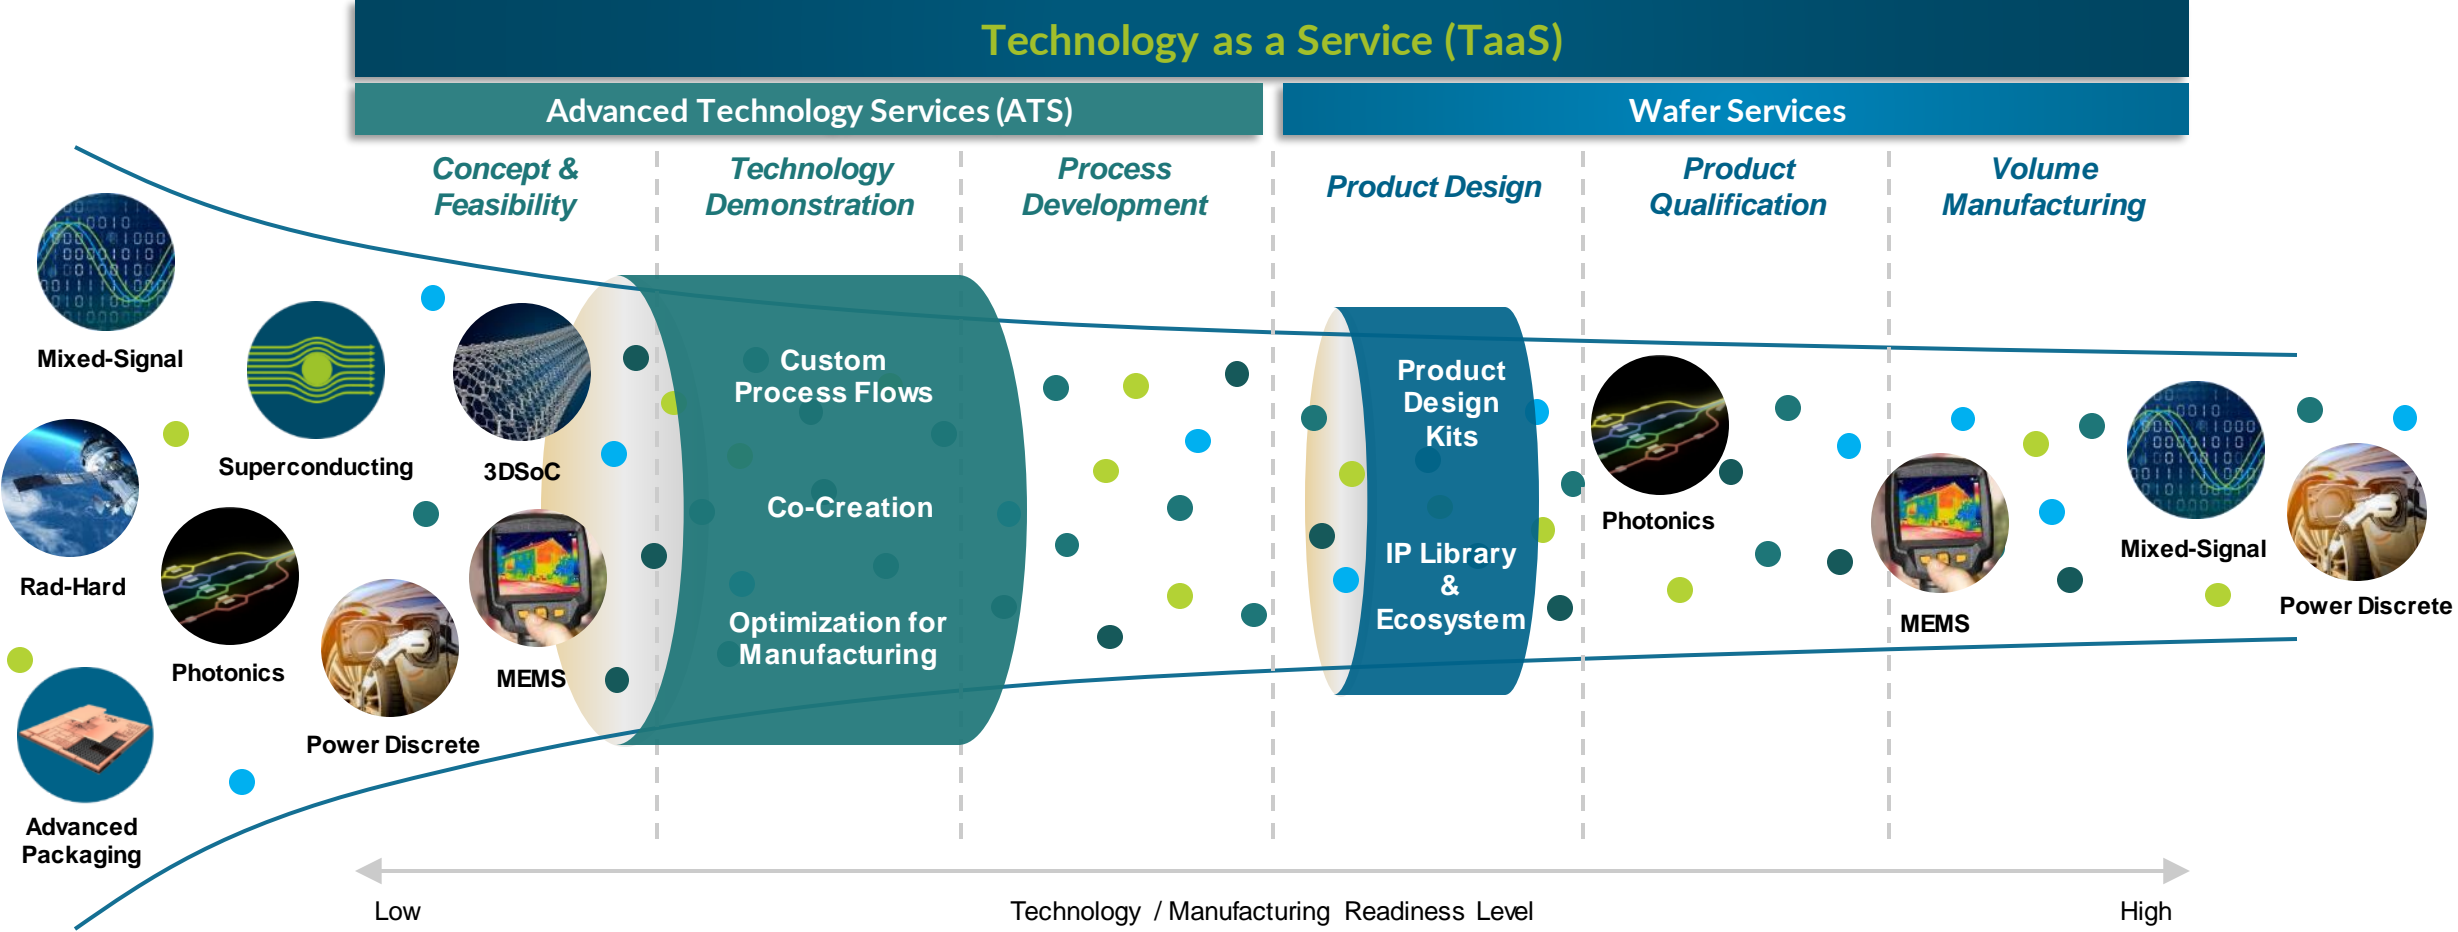 Technology as a Service (TaaS)
Advanced Technology Services (ATS)
Wafer Services
Concept &
Feasibility
Technology
Demonstration
Process
Development
Product Design
Product
Qualification
Volume
Manufacturing
Mixed-Signal
Superconducting
3DSoC
Rad-Hard
Photonics
Power Discrete
MEMS
Advanced
Packaging
Custom
Process Flows
Co-Creation
Optimization for
Manufacturing
Product
Design
Kits
IP Library
&
Ecosystem
Photonics
MEMS
Mixed-Signal
Power Discrete
Low
Technology / Manufacturing Readiness Level
High